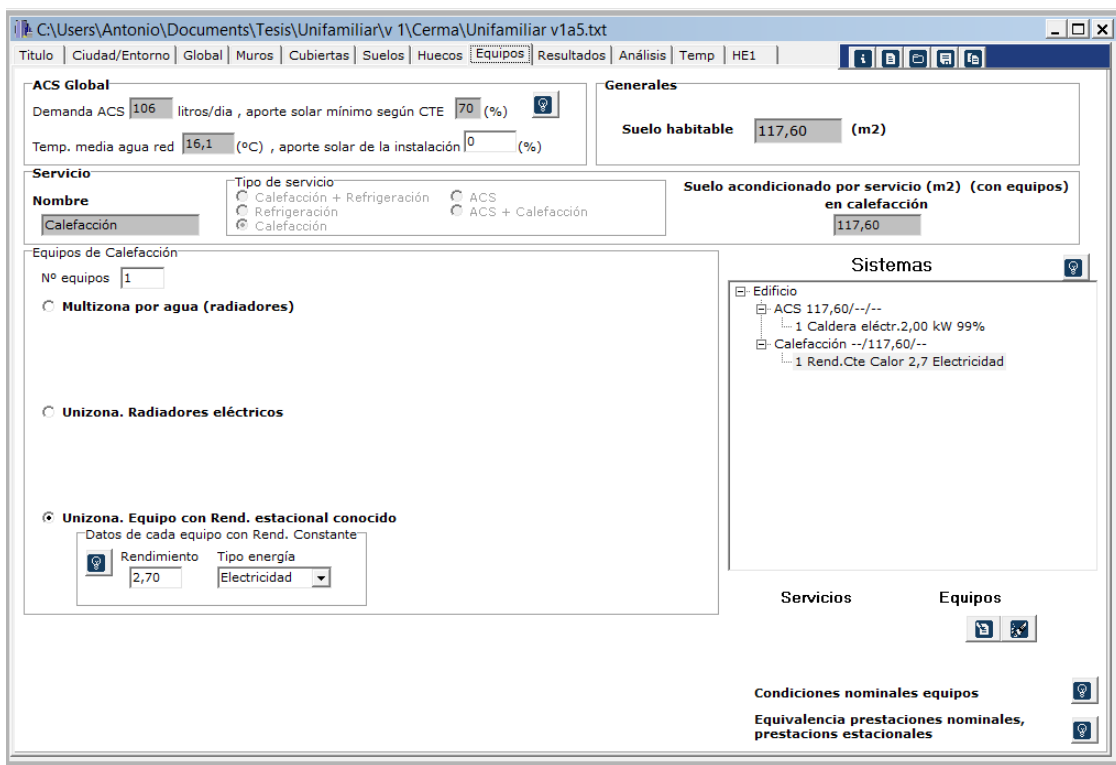 C:\Users\Antonio\Documents\Tesis\Unifamiliar\v 1\Cerma\Unifamiliar v1a5.txt
Titulo Ciudad/Entorno Global Muros Cubiertas Suelos Huecos Equipos Resultados Análisis Temp HE1
ACS Global
Demanda ACS 106 litros/dia , aporte solar mínimo según CTE 70 (%)
Temp. media agua red 16,1 (ºC) , aporte solar de la instalación 0 (%)
Generales
Suelo habitable 117,60 (m2)
Servicio
Nombre
Calefacción
Tipo de servicio
Calefacción + Refrigeración ACS
Refrigeración ACS + Calefacción
Calefacción
Suelo acondicionado por servicio (m2) (con equipos)
en calefacción
117,60
Equipos de Calefacción
Nº equipos 1
Multizona por agua (radiadores)
Unizona. Radiadores eléctricos
Unizona. Equipo con Rend. estacional conocido
Datos de cada equipo con Rend. Constante
Rendimiento Tipo energía
2,70 Electricidad
Sistemas
Edificio
ACS 117,60/--/--
1 Caldera eléctr.2,00 kW 99%
Calefacción --/117,60/--
1 Rend.Cte Calor 2,7 Electricidad
Servicios Equipos
Condiciones nominales equipos
Equivalencia prestaciones nominales,
prestacions estacionales